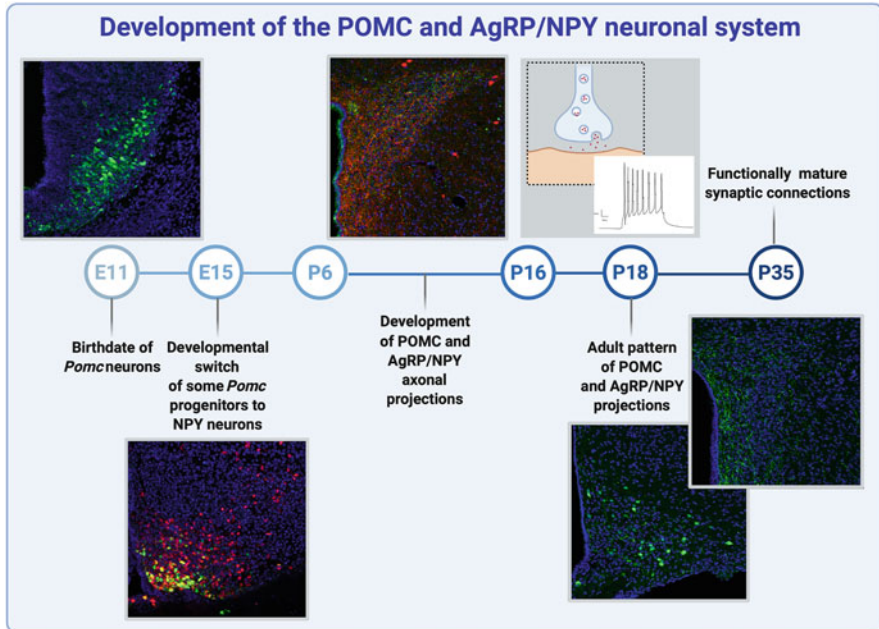 Development of the POMC and AgRP/NPY neuronal system
Functionally mature
synaptic connections
E11
E15
P6
P16
P18
P35
Birthdate of
Pomc neurons
Developmental
switch
of some Pomc
progenitors to
NPY neurons
Development
of POMC and
AgRP/NPY
axonal
projections
Adult pattern
of POMC
and AgRP/NPY
projections